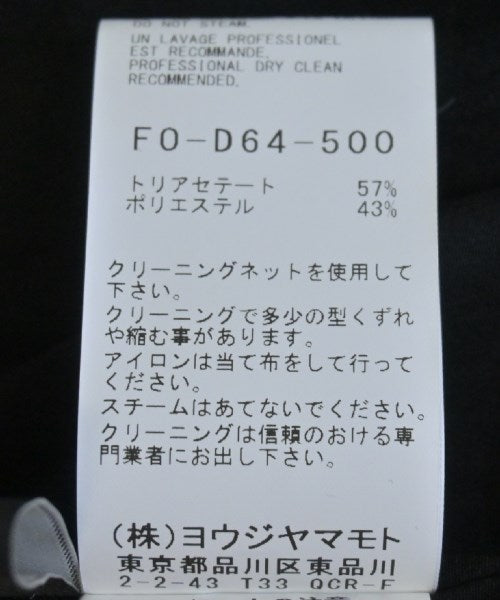 DO NOT STEAM.
UN LAVAGE PROFESSIONEL
EST RECOMMANDE.
PROFESSIONAL DRY CLEAN
RECOMMENDED.
FO-D64-500
トリアセテート 57%
ポリエステル 43%
クリーニングネットを使用して
下さい。
クリーニングで多少の型くずれ
や縮む事があります。
アイロンは当て布をして行って
ください。
スチームはあてないでください。
クリーニングは信頼のおける専
門業者にお出し下さい。
(株)ヨウジヤマモト
東京都品川区東品川
2-2-43 T33 QCR-F